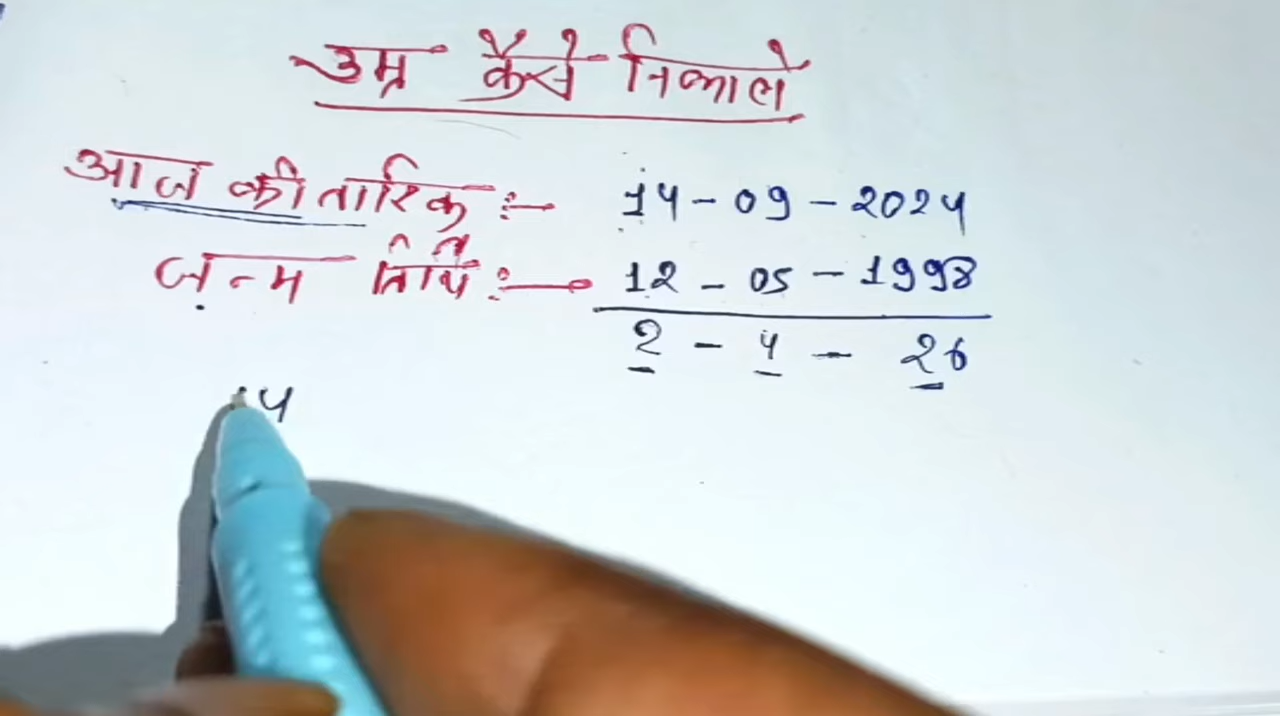 उम्र कैसे निकाले
आज की तारिक :- 14-09-2024
जन्म तिथि :- 12-05-1998
2-4-26
14